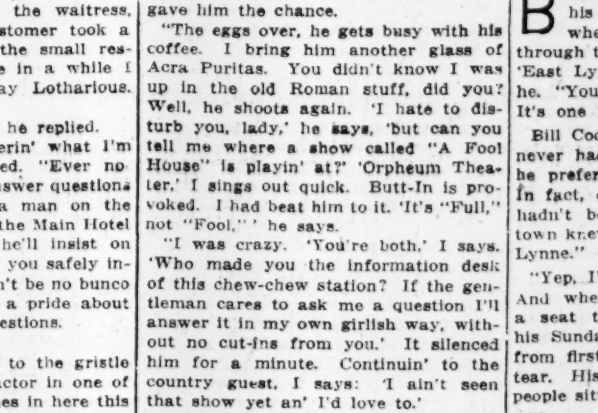 the waitress,
stomer took a
the small res-
e in a while I
ay Lotharious.
he replied.
erin' what I'm
ed. "Ever no
swer questions
a man on the
the Main Hotel
he'll insist on
you safely in-
't be no bunco
a pride about
estions.
to the gristle
actor in one of
es in here this
gave him the chance.
"The eggs over, he gets busy with his
coffee. I bring him another glass of
Acra Puritas. You didn't know I was
up in the old Roman stuff, did you?
Well, he shoots again. 'I hate to dis-
turb you, lady,' he says, 'but can you
tell me where a show called "A Fool
House" is playin' at?' 'Orpheum Thea-
ter,' I sings out quick. Butt-In is pro-
voked. I had beat him to it. 'It's "Full,"
not "Fool," ' he says.
"I was crazy. 'You're both,' I says.
'Who made you the information desk
of this chew-chew station? If the gen-
tleman cares to ask me a question I'll
answer it in my own girlish way, with-
out no cut-ins from you.' It silenced
him for a minute. Continuin' to the
country guest, I says: 'I ain't seen
that show yet an' I'd love to.'
B his
whe
through t
'East Ly
he. "You
It's one
Bill Coo
never had
he prefer
In fact,
hadn't be
town knew
Lynne."
"Yep, I'
And whe
a seat t
his Sunda
from first
tear. His
people sit